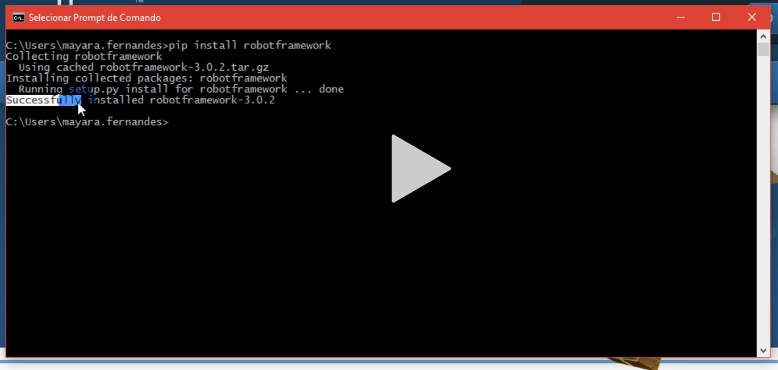 Selecionar Prompt de Comando
C:\Users\mayara.fernandes>pip install robotframework
Collecting robotframework
Using cached robotframework-3.0.2.tar.gz
Installing collected packages: robotframework
Running setup.py install for robotframework ... done
Successfully installed robotframework-3.0.2
C:\Users\mayara.fernandes>